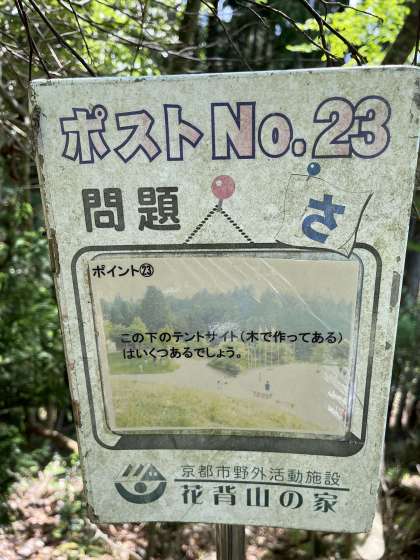 ポストNo.23
問題
さ
ポイント㉓
この下のテントサイト(木で作ってある)
はいくつあるでしょう。
京都市野外活動施設
花背山の家